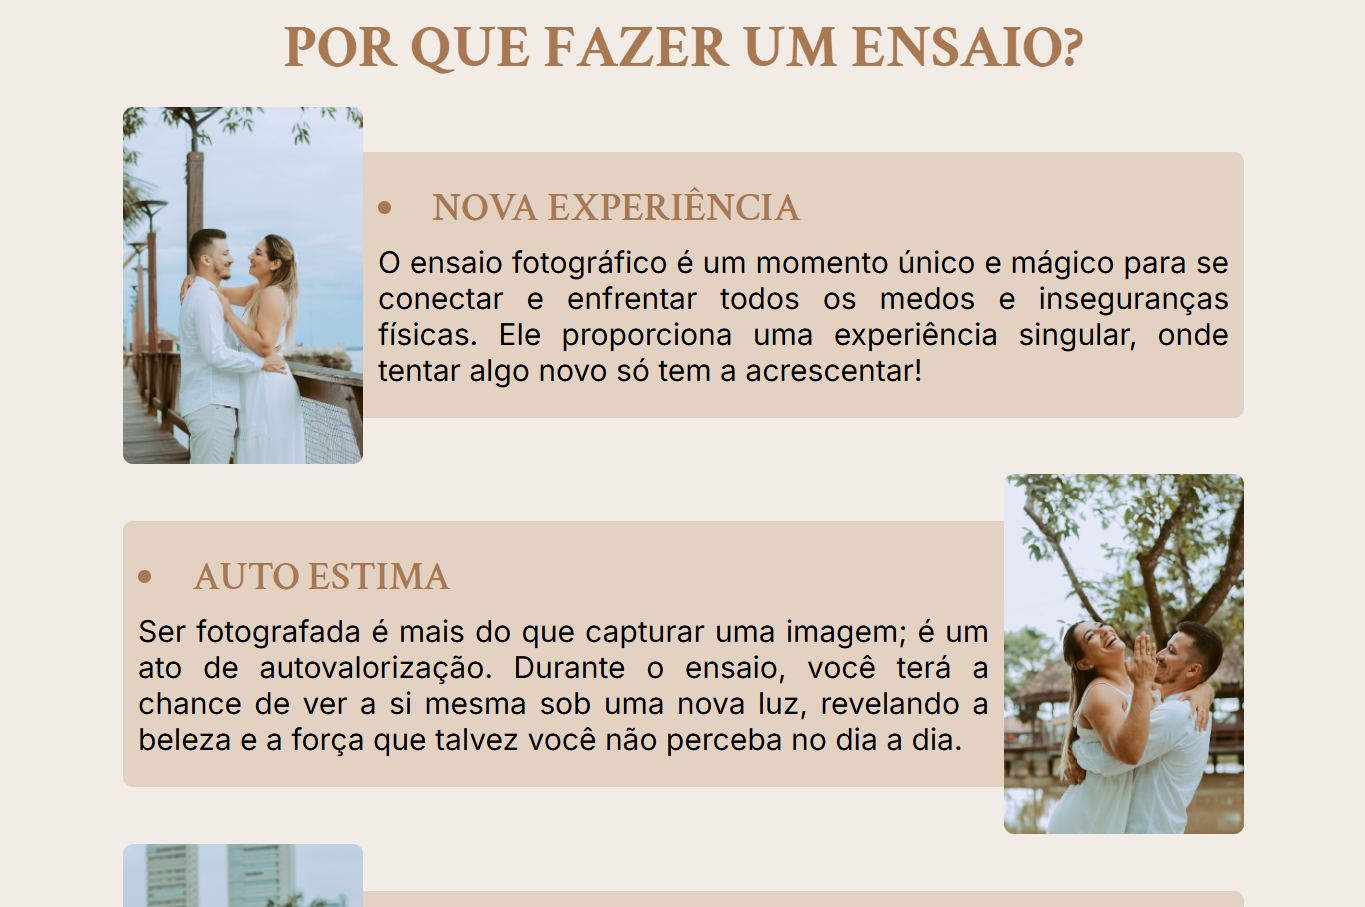 POR QUE FAZER UM ENSAIO?
• NOVA EXPERIÊNCIA
O ensaio fotográfico é um momento único e mágico para se
conectar e enfrentar todos os medos e inseguranças
físicas. Ele proporciona uma experiência singular, onde
tentar algo novo só tem a acrescentar!
• AUTO ESTIMA
Ser fotografada é mais do que capturar uma imagem; é um
ato de autovalorização. Durante o ensaio, você terá a
chance de ver a si mesma sob uma nova luz, revelando a
beleza e a força que talvez você não perceba no dia a dia.